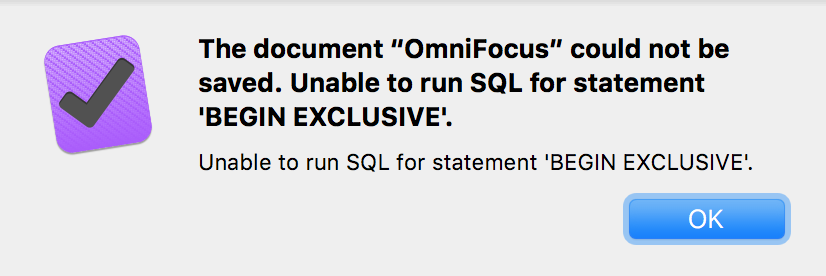 The document “OmniFocus” could not be
saved. Unable to run SQL for statement
'BEGIN EXCLUSIVE'.
Unable to run SQL for statement 'BEGIN EXCLUSIVE'.
OK